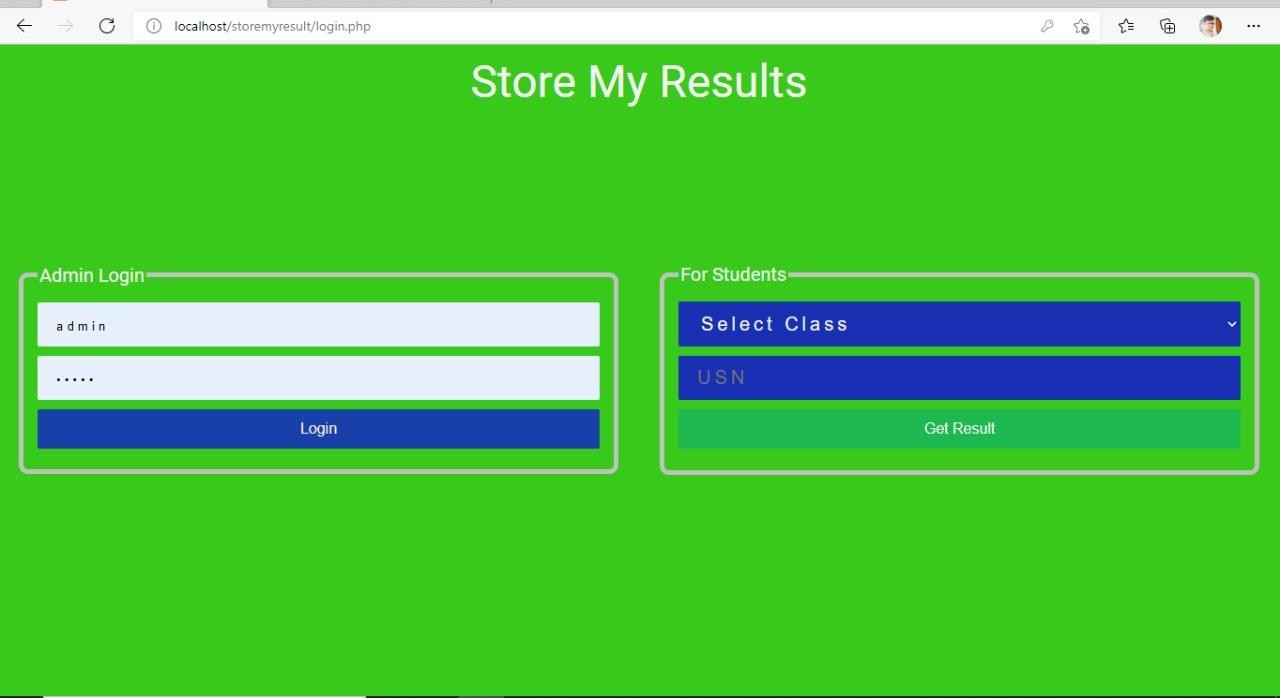 localhost/storemyresult/login.php
Store My Results
Admin Login
admin
•••••
Login
For Students
Select Class
USN
Get Result